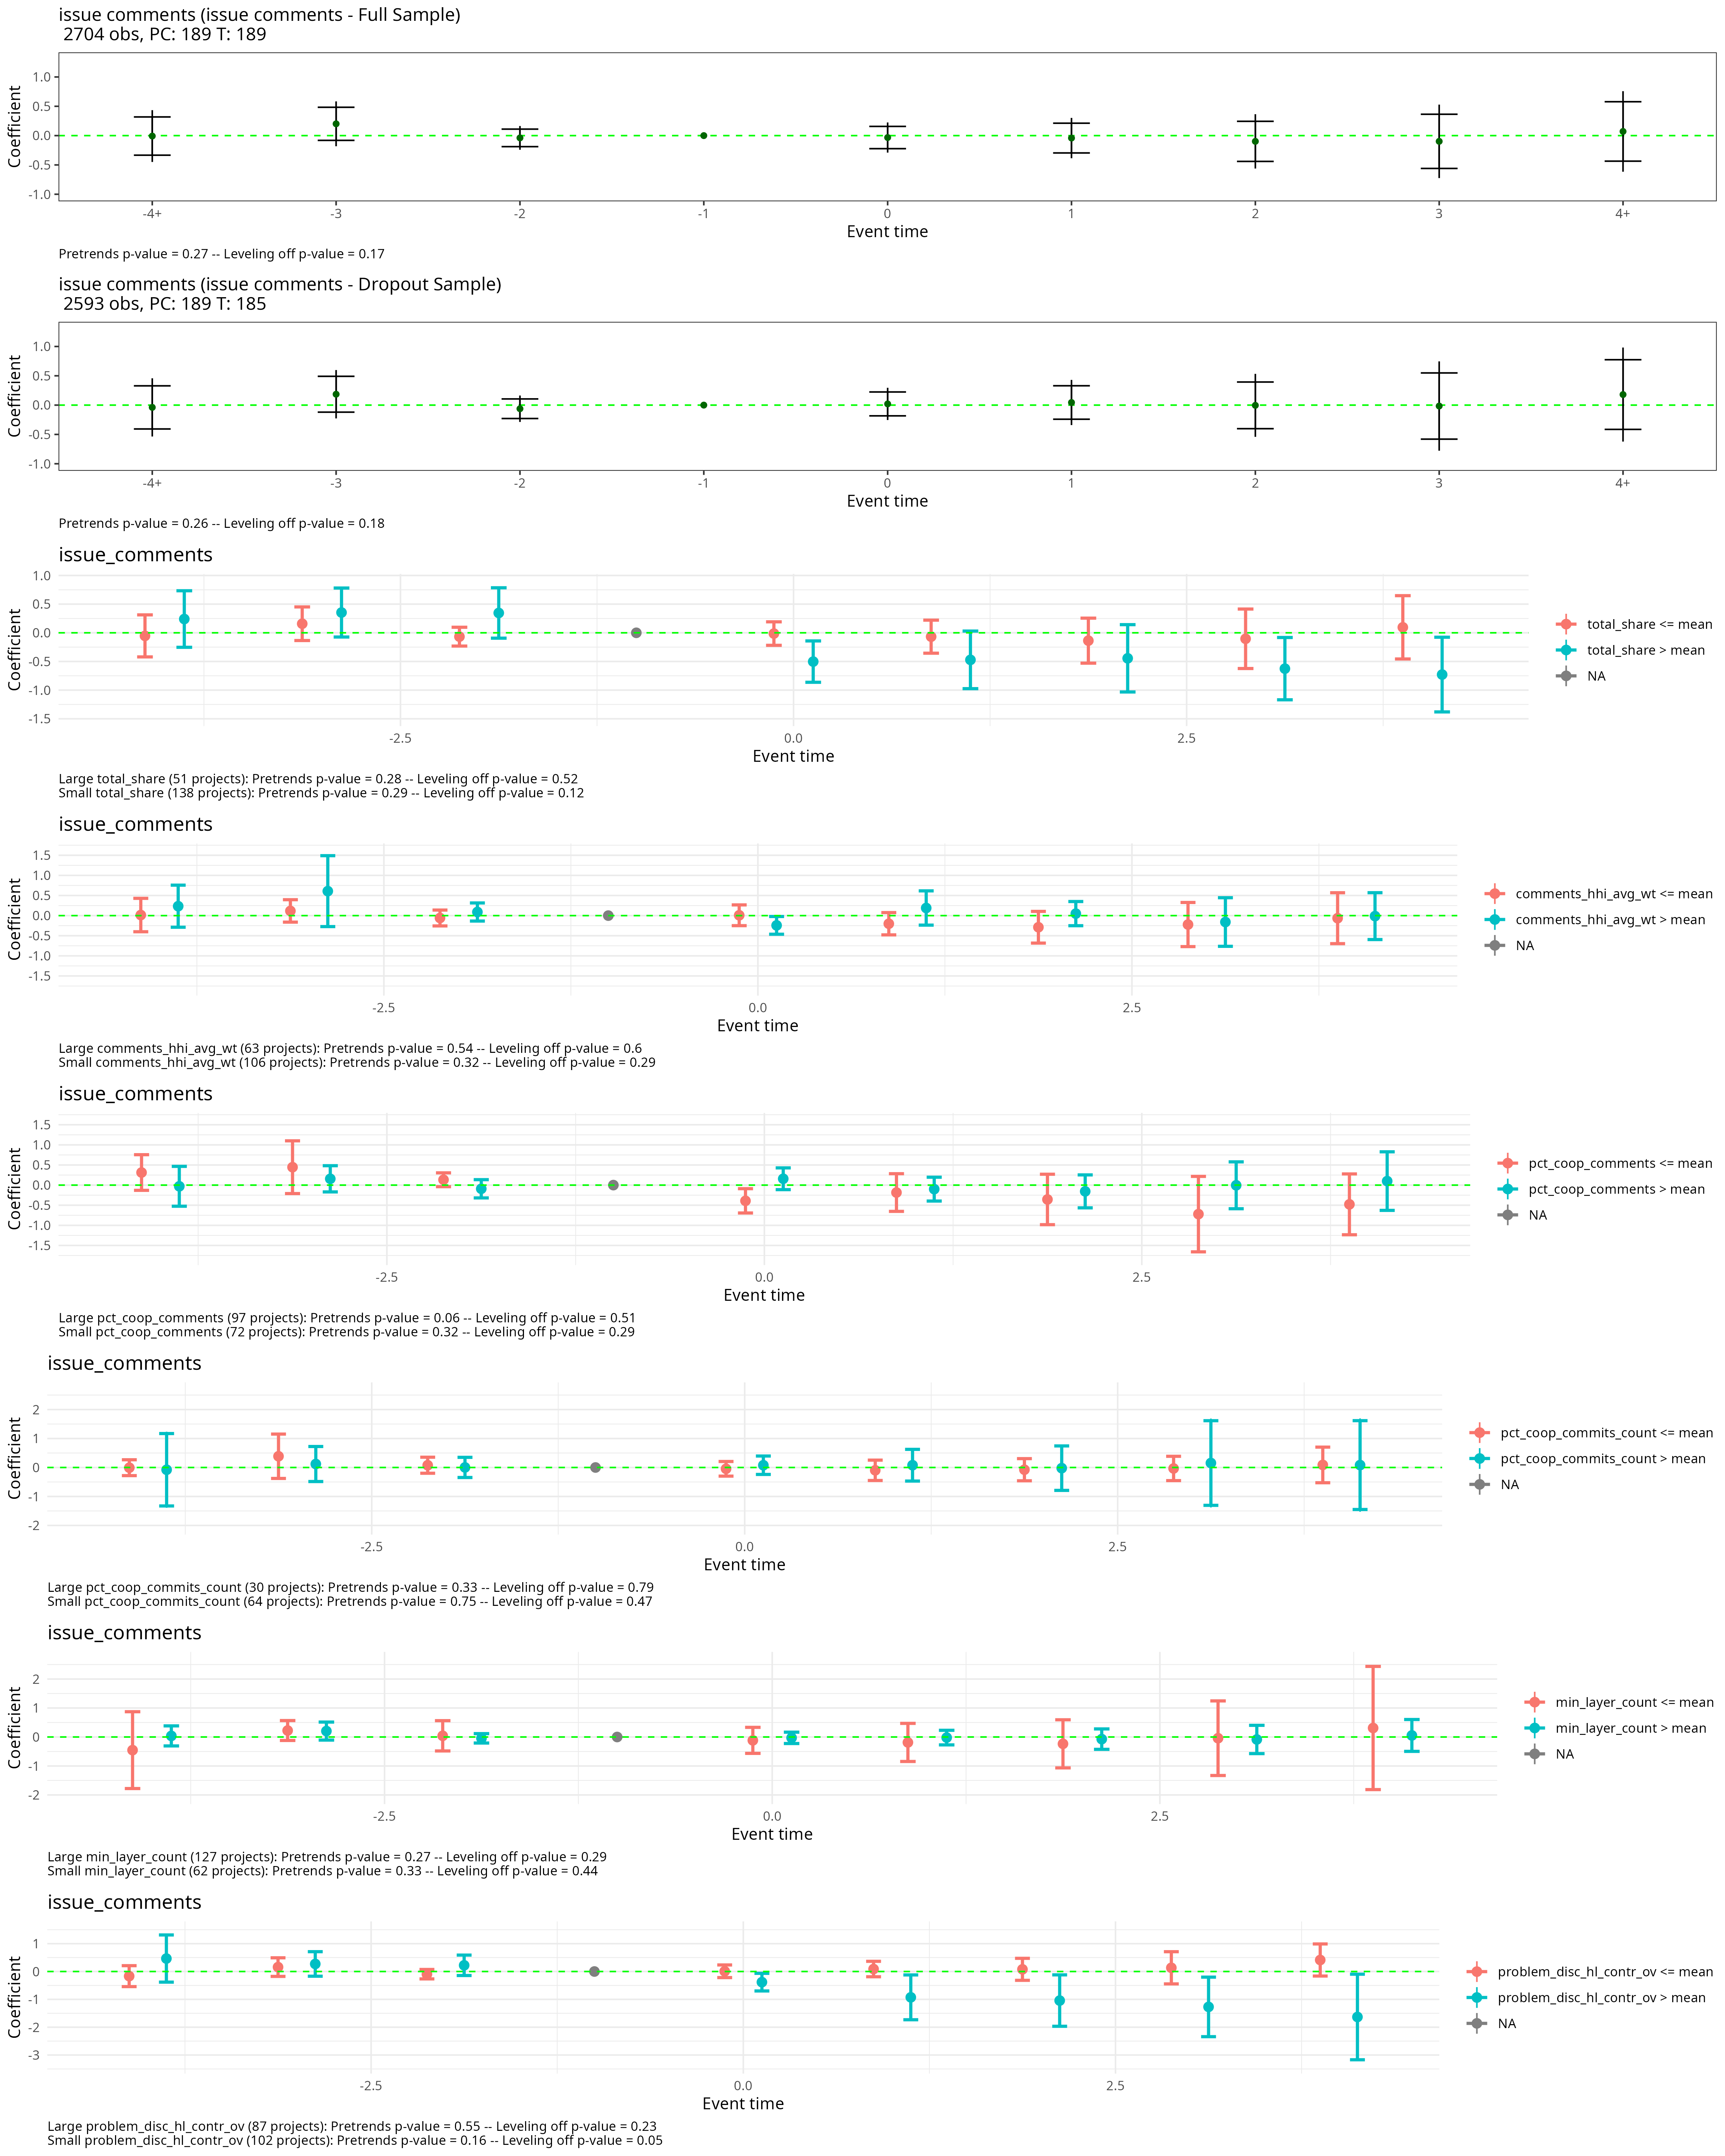 issue comments (issue comments - Full Sample)
2704 obs, PC: 189 T: 189
Coefficient
1.0
0.5
0.0
-0.5
-1.0
-4+ -3 -2 -1 0 1 2 3 4+
Event time
Pretrends p-value = 0.27 -- Leveling off p-value = 0.17
issue comments (issue comments - Dropout Sample)
2593 obs, PC: 189 T: 185
Coefficient
1.0
0.5
0.0
-0.5
-1.0
-4+ -3 -2 -1 0 1 2 3 4+
Event time
Pretrends p-value = 0.26 -- Leveling off p-value = 0.18
issue_comments
Coefficient
1.0
0.5
0.0
-0.5
-1.0
-1.5
-2.5 0.0 2.5
Event time
total_share <= mean
total_share > mean
NA
Large total_share (51 projects): Pretrends p-value = 0.28 -- Leveling off p-value = 0.52
Small total_share (138 projects): Pretrends p-value = 0.29 -- Leveling off p-value = 0.12
issue_comments
Coefficient
1.5
1.0
0.5
0.0
-0.5
-1.0
-1.5
-2.5 0.0 2.5
Event time
comments_hhi_avg_wt <= mean
comments_hhi_avg_wt > mean
NA
Large comments_hhi_avg_wt (63 projects): Pretrends p-value = 0.54 -- Leveling off p-value = 0.6
Small comments_hhi_avg_wt (106 projects): Pretrends p-value = 0.32 -- Leveling off p-value = 0.29
issue_comments
Coefficient
1.5
1.0
0.5
0.0
-0.5
-1.0
-1.5
-2.5 0.0 2.5
Event time
pct_coop_comments <= mean
pct_coop_comments > mean
NA
Large pct_coop_comments (97 projects): Pretrends p-value = 0.06 -- Leveling off p-value = 0.51
Small pct_coop_comments (72 projects): Pretrends p-value = 0.32 -- Leveling off p-value = 0.29
issue_comments
Coefficient
2
1
0
-1
-2
-2.5 0.0 2.5
Event time
pct_coop_commits_count <= mean
pct_coop_commits_count > mean
NA
Large pct_coop_commits_count (30 projects): Pretrends p-value = 0.33 -- Leveling off p-value = 0.79
Small pct_coop_commits_count (64 projects): Pretrends p-value = 0.75 -- Leveling off p-value = 0.47
issue_comments
Coefficient
2
1
0
-1
-2
-2.5 0.0 2.5
Event time
min_layer_count <= mean
min_layer_count > mean
NA
Large min_layer_count (127 projects): Pretrends p-value = 0.27 -- Leveling off p-value = 0.29
Small min_layer_count (62 projects): Pretrends p-value = 0.33 -- Leveling off p-value = 0.44
issue_comments
Coefficient
1
0
-1
-2
-3
-2.5 0.0 2.5
Event time
problem_disc_hl_contr_ov <= mean
problem_disc_hl_contr_ov > mean
NA
Large problem_disc_hl_contr_ov (87 projects): Pretrends p-value = 0.55 -- Leveling off p-value = 0.23
Small problem_disc_hl_contr_ov (102 projects): Pretrends p-value = 0.16 -- Leveling off p-value = 0.05